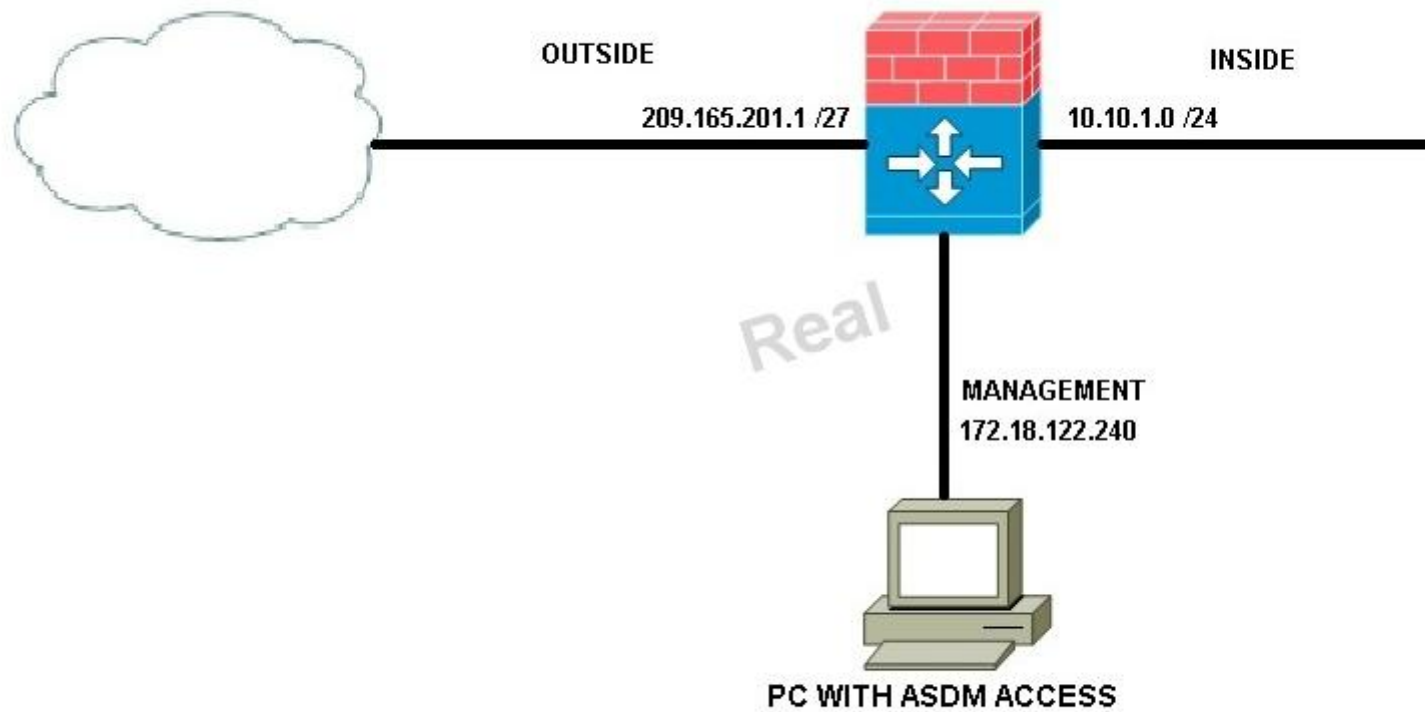 OUTSIDE
INSIDE
209.165.201.1 /27
10.10.1.0 /24
Real
MANAGEMENT
172.18.122.240
PC WITH ASDM ACCESS